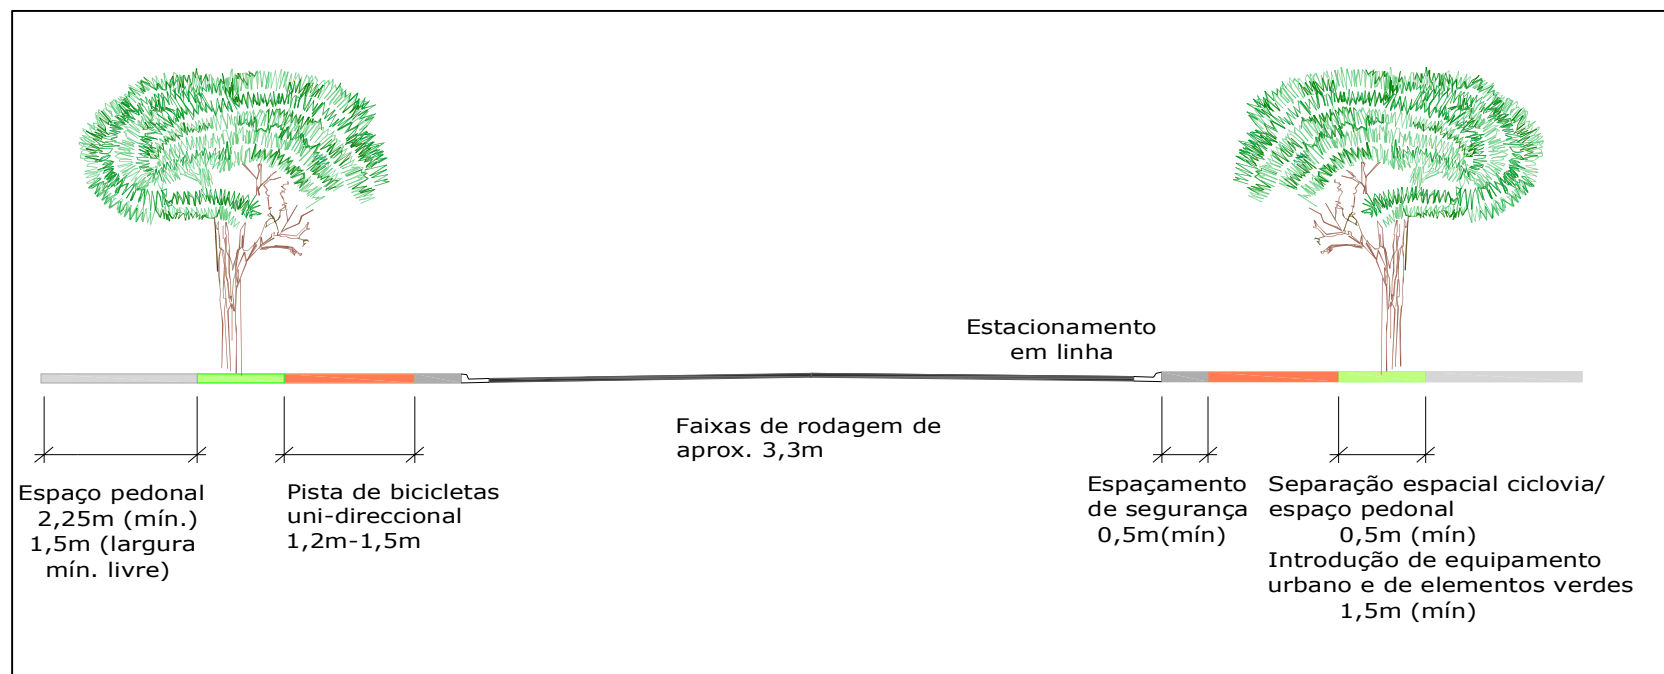 Estacionamento
em linha
Faixas de rodagem de
aprox. 3,3m
Espaço pedonal
2,25m (mín.)
1,5m (largura
mín. livre)
Pista de bicicletas
uni-direccional
1,2m-1,5m
Espaçamento
de segurança
0,5m(mín)
Separação espacial ciclovia/
espaço pedonal
0,5m (mín)
Introdução de equipamento
urbano e de elementos verdes
1,5m (mín)